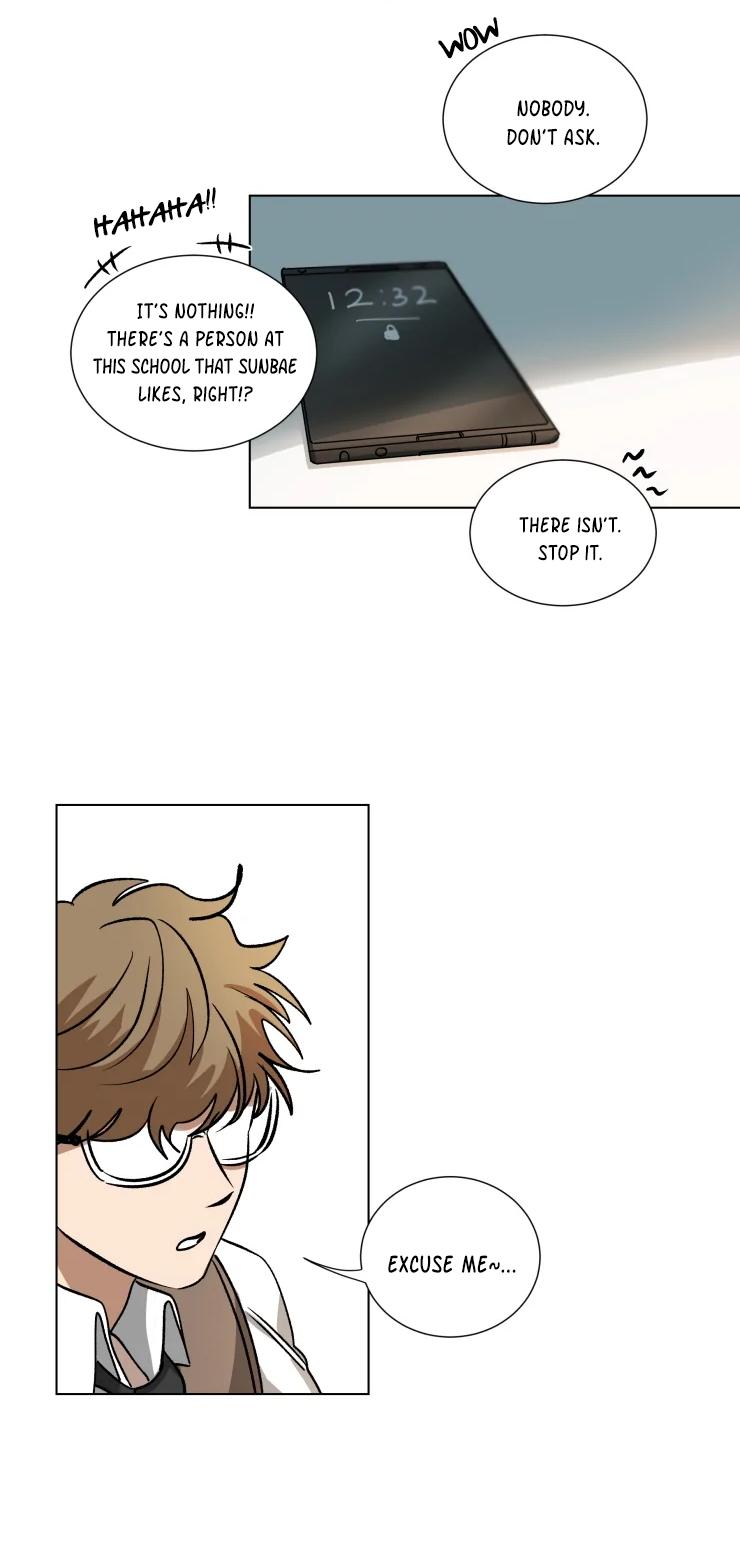 WOW
NOBODY.
DON'T ASK.
HAHAHA!!
IT'S NOTHING!!
THERE'S A PERSON AT
THIS SCHOOL THAT SUNBAE
LIKES, RIGHT!?
12:32
THERE ISN'T.
STOP IT.
EXCUSE ME~...